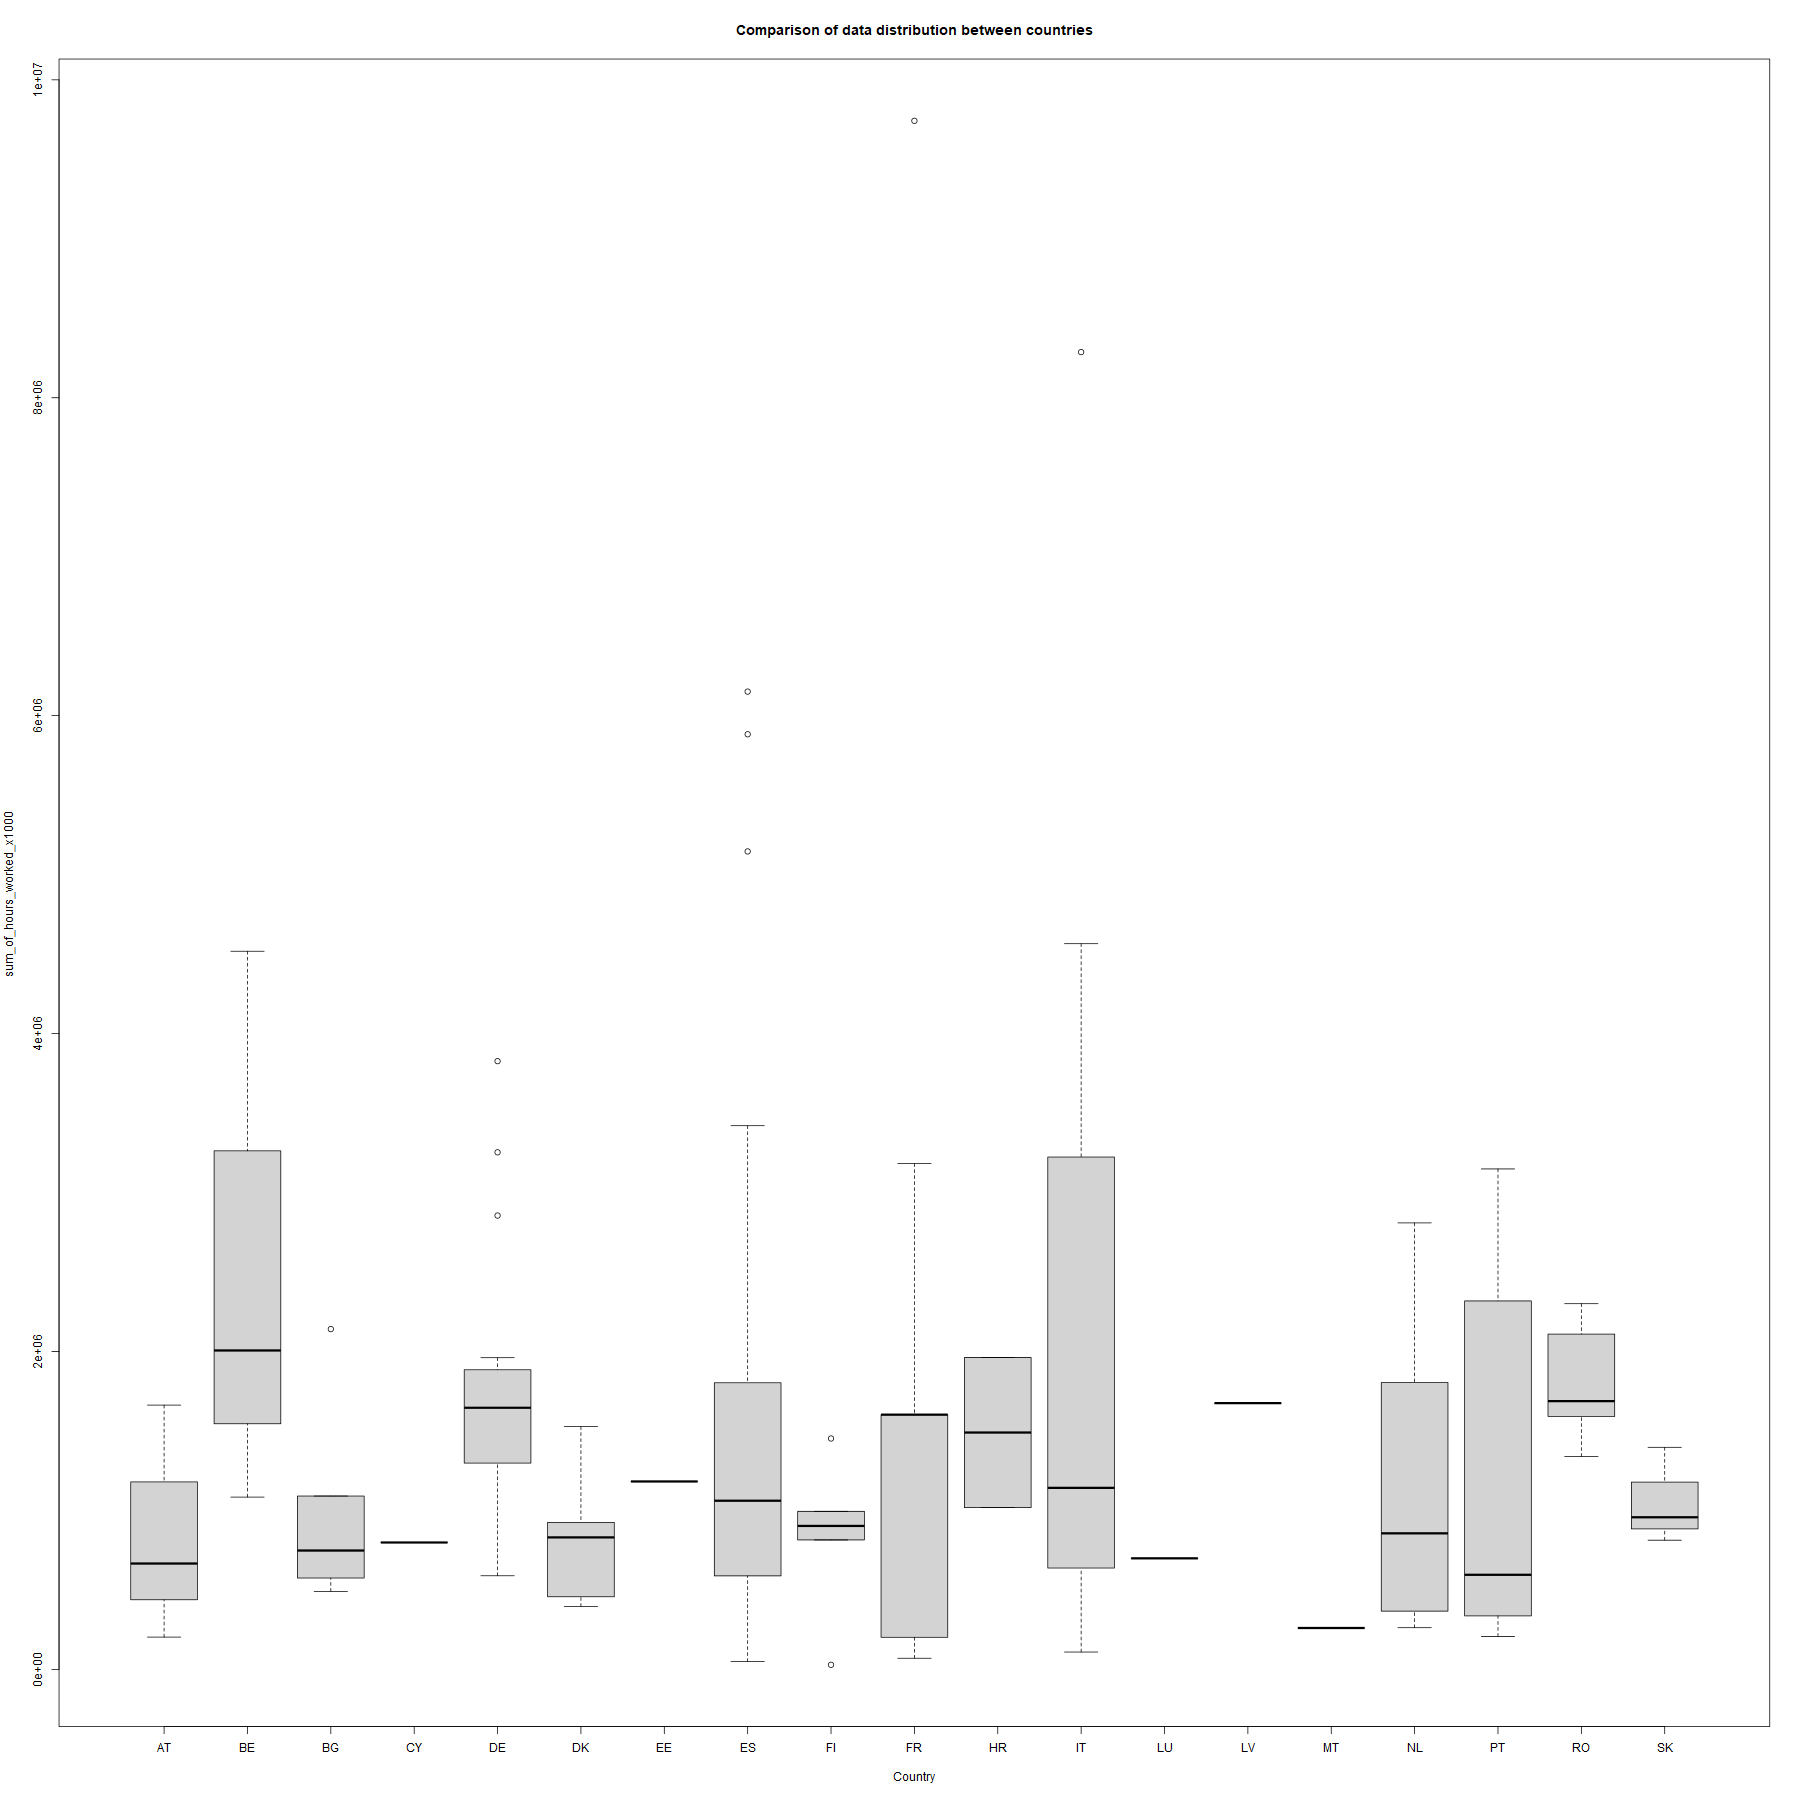 Comparison of data distribution between countries
1e+07
8e+06
6e+06
4e+06
2e+06
0e+00
sum_of_hours_worked_x1000
AT BE BG CY DE DK EE ES FI FR HR IT LU LV MT NL PT RO SK
Country